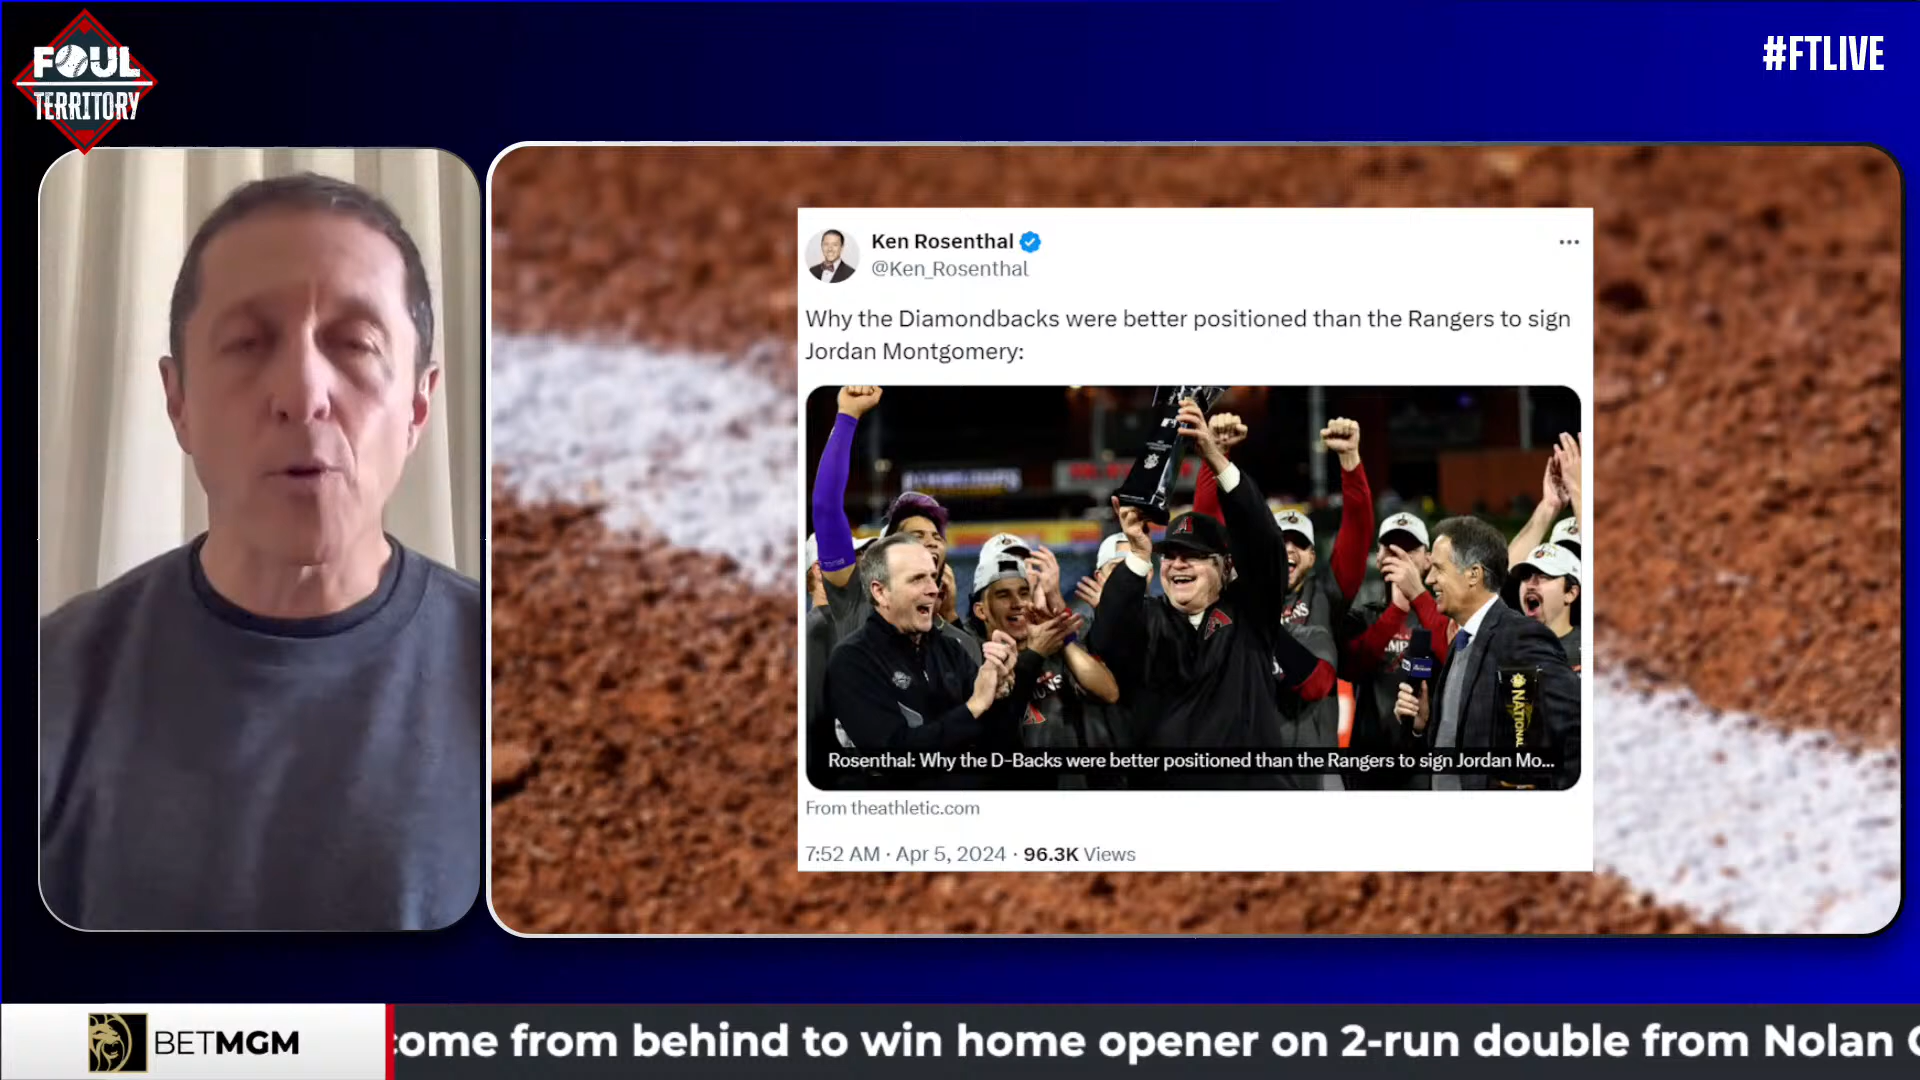 FOUL
TERRITORY
#FTLIVE
Ken Rosenthal
@Ken_Rosenthal
Why the Diamondbacks were better positioned than the Rangers to sign
Jordan Montgomery:
A
NATIONAL
Rosenthal: Why the D-Backs were better positioned than the Rangers to sign Jordan Mo...
From theathletic.com
7:52 AM · Apr 5, 2024 · 96.3K Views
BETMGM
come from behind to win home opener on 2-run double from Nolan